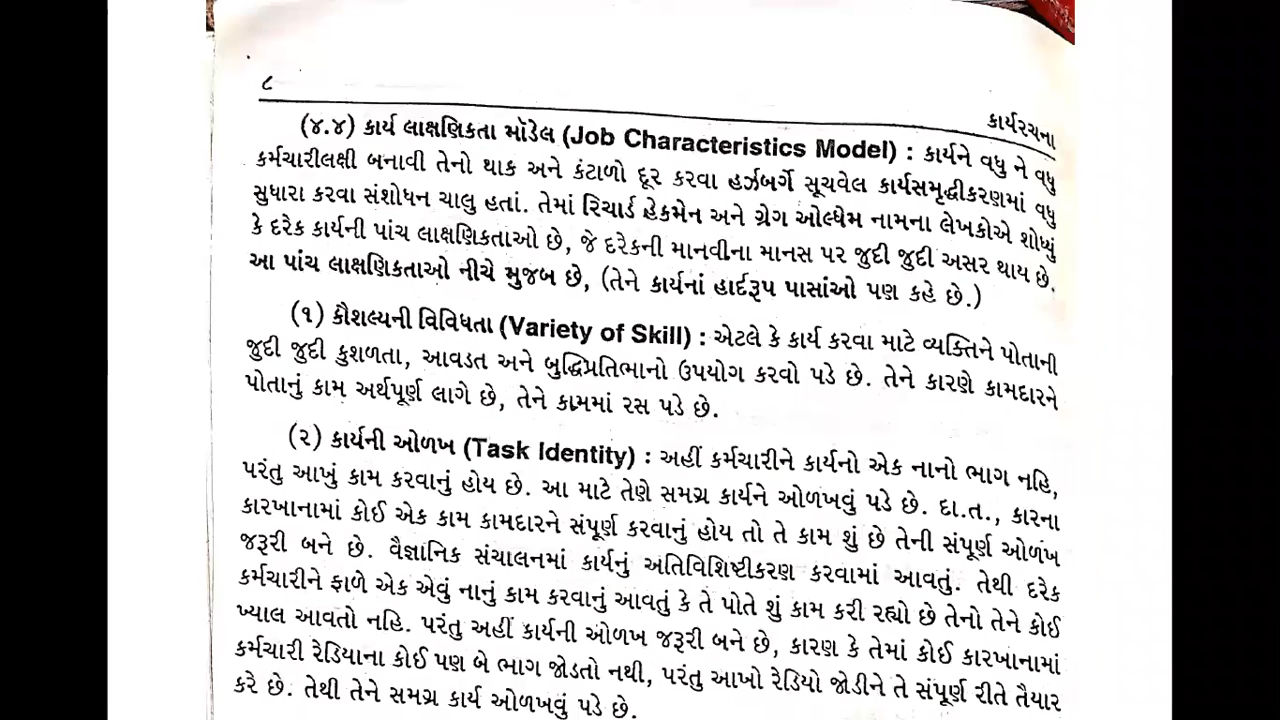 ૮
કાર્યરચના
(૪.૪) કાર્ય લાક્ષણિકતા મૉડેલ (Job Characteristics Model) : કાર્યને વધુ ને વધુ
કર્મચારીલક્ષી બનાવી તેનો થાક અને કંટાળો દૂર કરવા હર્ઝબર્ગે સૂચવેલ કાર્યસમૃદ્ધીકરણમાં વધુ
સુધારા કરવા સંશોધન ચાલુ હતાં. તેમાં રિચાર્ડ હેકમેન અને ગ્રેગ ઓલ્ધેમ નામના લેખકોએ શોધ્યું
કે દરેક કાર્યની પાંચ લાક્ષણિકતાઓ છે, જે દરેકની માનવીના માનસ પર જુદી જુદી અસર થાય છે.
આ પાંચ લાક્ષણિકતાઓ નીચે મુજબ છે, (તેને કાર્યનાં હાર્દરૂપ પાસાંઓ પણ કહે છે.)
(૧) કૌશલ્યની વિવિધતા (Variety of Skill) : એટલે કે કાર્ય કરવા માટે વ્યક્તિને પોતાની
જુદી જુદી કુશળતા, આવડત અને બુદ્ધિપ્રતિભાનો ઉપયોગ કરવો પડે છે. તેને કારણે કામદારને
પોતાનું કામ અર્થપૂર્ણ લાગે છે, તેને કામમાં રસ પડે છે.
(૨) કાર્યની ઓળખ (Task Identity) : અહીં કર્મચારીને કાર્યનો એક નાનો ભાગ નહિ,
પરંતુ આખું કામ કરવાનું હોય છે. આ માટે તેણે સમગ્ર કાર્યને ઓળખવું પડે છે. દા.ત., કારના
કારખાનામાં કોઈ એક કામ કામદારને સંપૂર્ણ કરવાનું હોય તો તે કામ શું છે તેની સંપૂર્ણ ઓળખ
જરૂરી બને છે. વૈજ્ઞાનિક સંચાલનમાં કાર્યનું અતિવિશિષ્ટીકરણ કરવામાં આવતું. તેથી દરેક
કર્મચારીને ફાળે એક એવું નાનું કામ કરવાનું આવતું કે તે પોતે શું કામ કરી રહ્યો છે તેનો તેને કોઈ
ખ્યાલ આવતો નહિ. પરંતુ અહીં કાર્યની ઓળખ જરૂરી બને છે, કારણ કે તેમાં કોઈ કારખાનામાં
કર્મચારી રેડિયાના કોઈ પણ બે ભાગ જોડતો નથી, પરંતુ આખો રેડિયો જોડીને તે સંપૂર્ણ રીતે તૈયાર
કરે છે. તેથી તેને સમગ્ર કાર્ય ઓળખવું પડે છે.